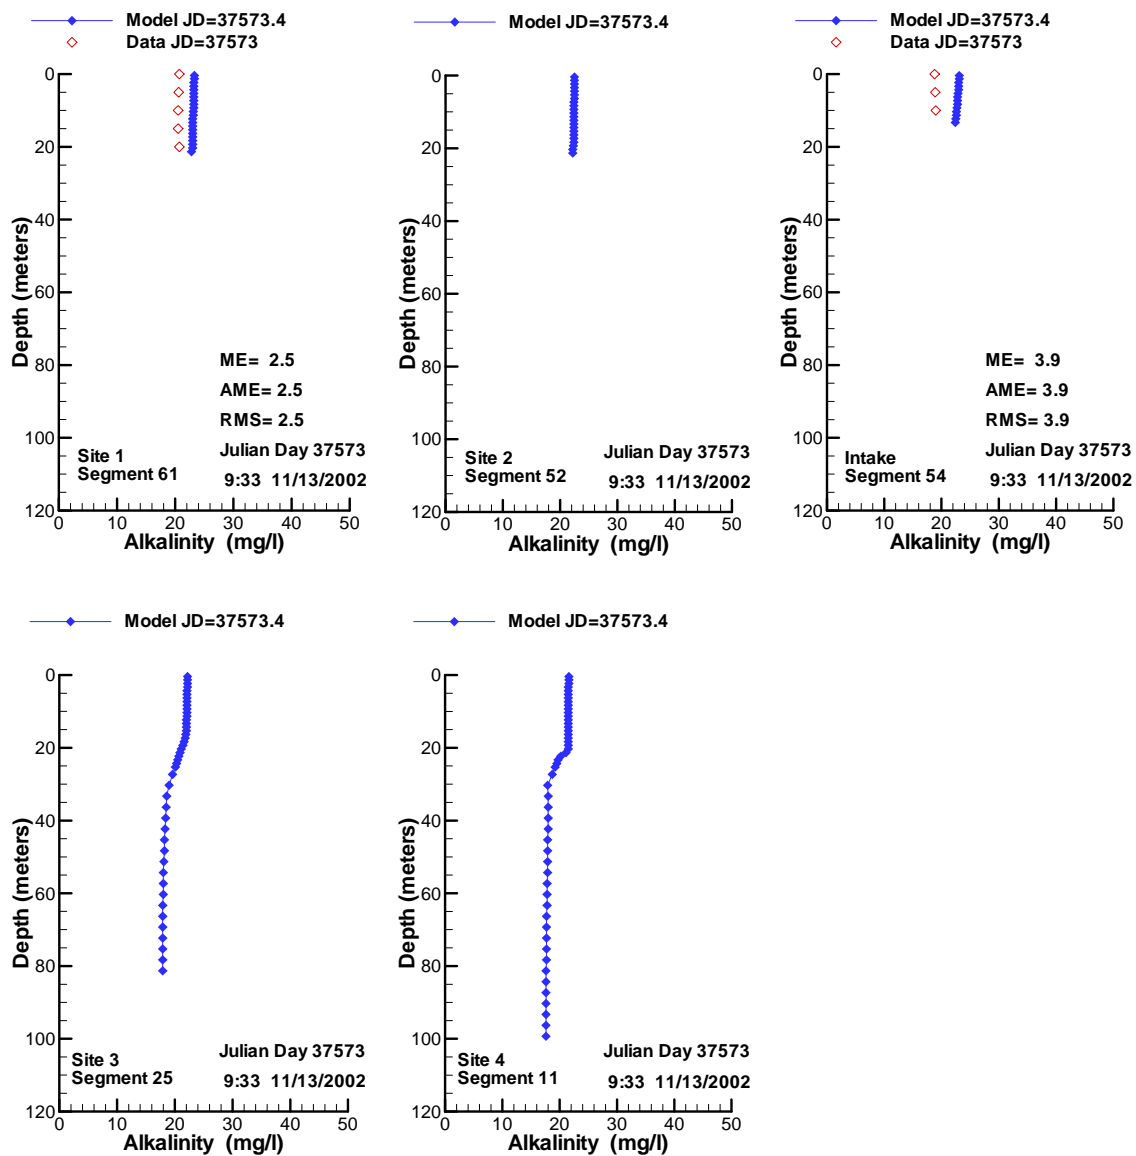 Model JD=37573.4
Data JD=37573
0
20
40
60
80
100
120
Depth (meters)
ME= 2.5
AME= 2.5
RMS= 2.5
Julian Day 37573
9:33 11/13/2002
Site 1
Segment 61
0 10 20 30 40 50
Alkalinity (mg/l)
Model JD=37573.4
0
20
40
60
80
100
120
Depth (meters)
Julian Day 37573
9:33 11/13/2002
Site 2
Segment 52
0 10 20 30 40 50
Alkalinity (mg/l)
Model JD=37573.4
Data JD=37573
0
20
40
60
80
100
120
Depth (meters)
ME= 3.9
AME= 3.9
RMS= 3.9
Julian Day 37573
9:33 11/13/2002
Intake
Segment 54
0 10 20 30 40 50
Alkalinity (mg/l)
Model JD=37573.4
0
20
40
60
80
100
120
Depth (meters)
Julian Day 37573
9:33 11/13/2002
Site 3
Segment 25
0 10 20 30 40 50
Alkalinity (mg/l)
Model JD=37573.4
0
20
40
60
80
100
120
Depth (meters)
Julian Day 37573
9:33 11/13/2002
Site 4
Segment 11
0 10 20 30 40 50
Alkalinity (mg/l)